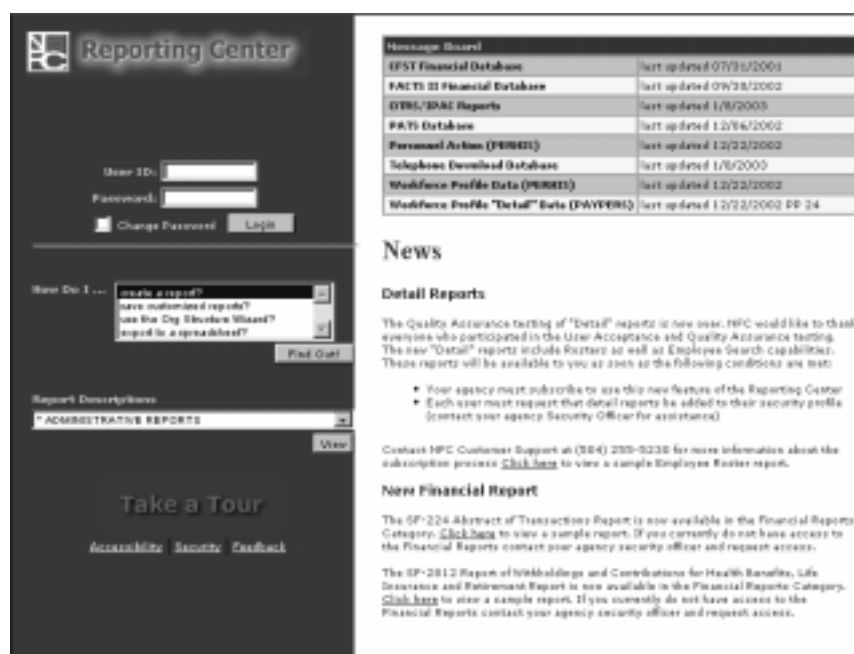 NFC
Reporting Center
User ID:
Password:
Change Password Login
How Do I ... create a report?
save customized reports?
use the Org Structure Wizard?
export to a spreadsheet?
Find Out!
Report Descriptions
* ADMINISTRATIVE REPORTS
View
Take a Tour
Accessibility Security Feedback
Message Board
Financial Database last updated 07/31/2001
FACTS II Financial Database last updated 09/30/2002
Reports last updated 1/8/2003
PATS Database last updated 12/06/2002
Personnel Action (PINHIS) last updated 12/22/2002
Telephone Download Database last updated 1/8/2003
Workforce Profile Data (PINHIS) last updated 12/22/2002
Workforce Profile "Detail" Data (PAYPERS) last updated 12/22/2002 PP 24
News
Detail Reports
The Quality Assurance testing of "Detail" reports is now over. NFC would like to thank
everyone who participated in the User Acceptance and Quality Assurance testing.
The new "Detail" reports include Rosters as well as Employee Search capabilities.
These reports will be available to you as soon as the following conditions are met:
• Your agency must subscribe to use this new feature of the Reporting Center
• Each user must request that detail reports be added to their security profile
(contact your agency Security Officer for assistance)
Contact NFC Customer Support at (504) 255-5230 for more information about the
subscription process Click here to view a sample Employee Roster report.
New Financial Report
The SF-224 Abstract of Transactions Report is now available in the Financial Reports
Category. Click here to view a sample report. If you currently do not have access to
the Financial Reports contact your agency security officer and request access.
The SF-2812 Report of Withholdings and Contributions for Health Benefits, Life
Insurance and Retirement Report is now available in the Financial Reports Category.
Click here to view a sample report. If you currently do not have access to the
Financial Reports contact your agency security officer and request access.